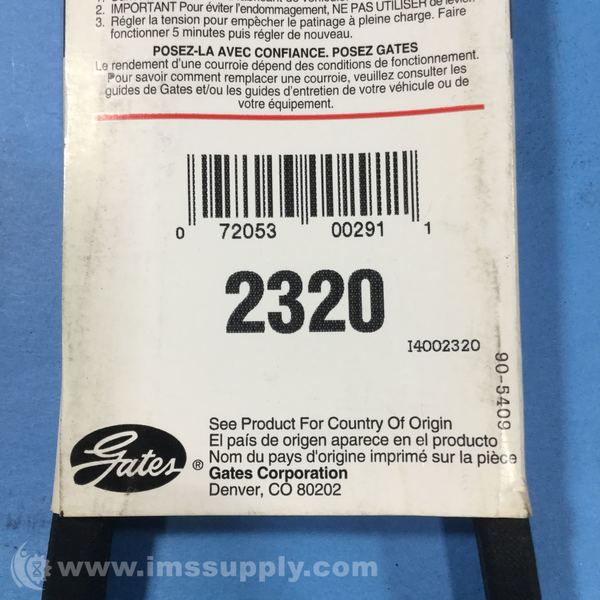 2. IMPORTANT Pour éviter l'endommagement, NE PAS UTILISER de levier.
3. Régler la tension pour empêcher le patinage à pleine charge. Faire
fonctionner 5 minutes puis régler de nouveau.
POSEZ-LA AVEC CONFIANCE. POSEZ GATES
Le rendement d'une courroie dépend des conditions de fonctionnement.
Pour savoir comment remplacer une courroie, veuillez consulter les
guides de Gates et/ou les guides d'entretien de votre véhicule ou de
votre équipement.
0 72053 00291 1
2320
I4002320
90-5409
See Product For Country Of Origin
El país de origen aparece en el producto
Nom du pays d'origine imprimé sur la pièce
Gates ®
Gates Corporation
Denver, CO 80202
www.imssupply.com